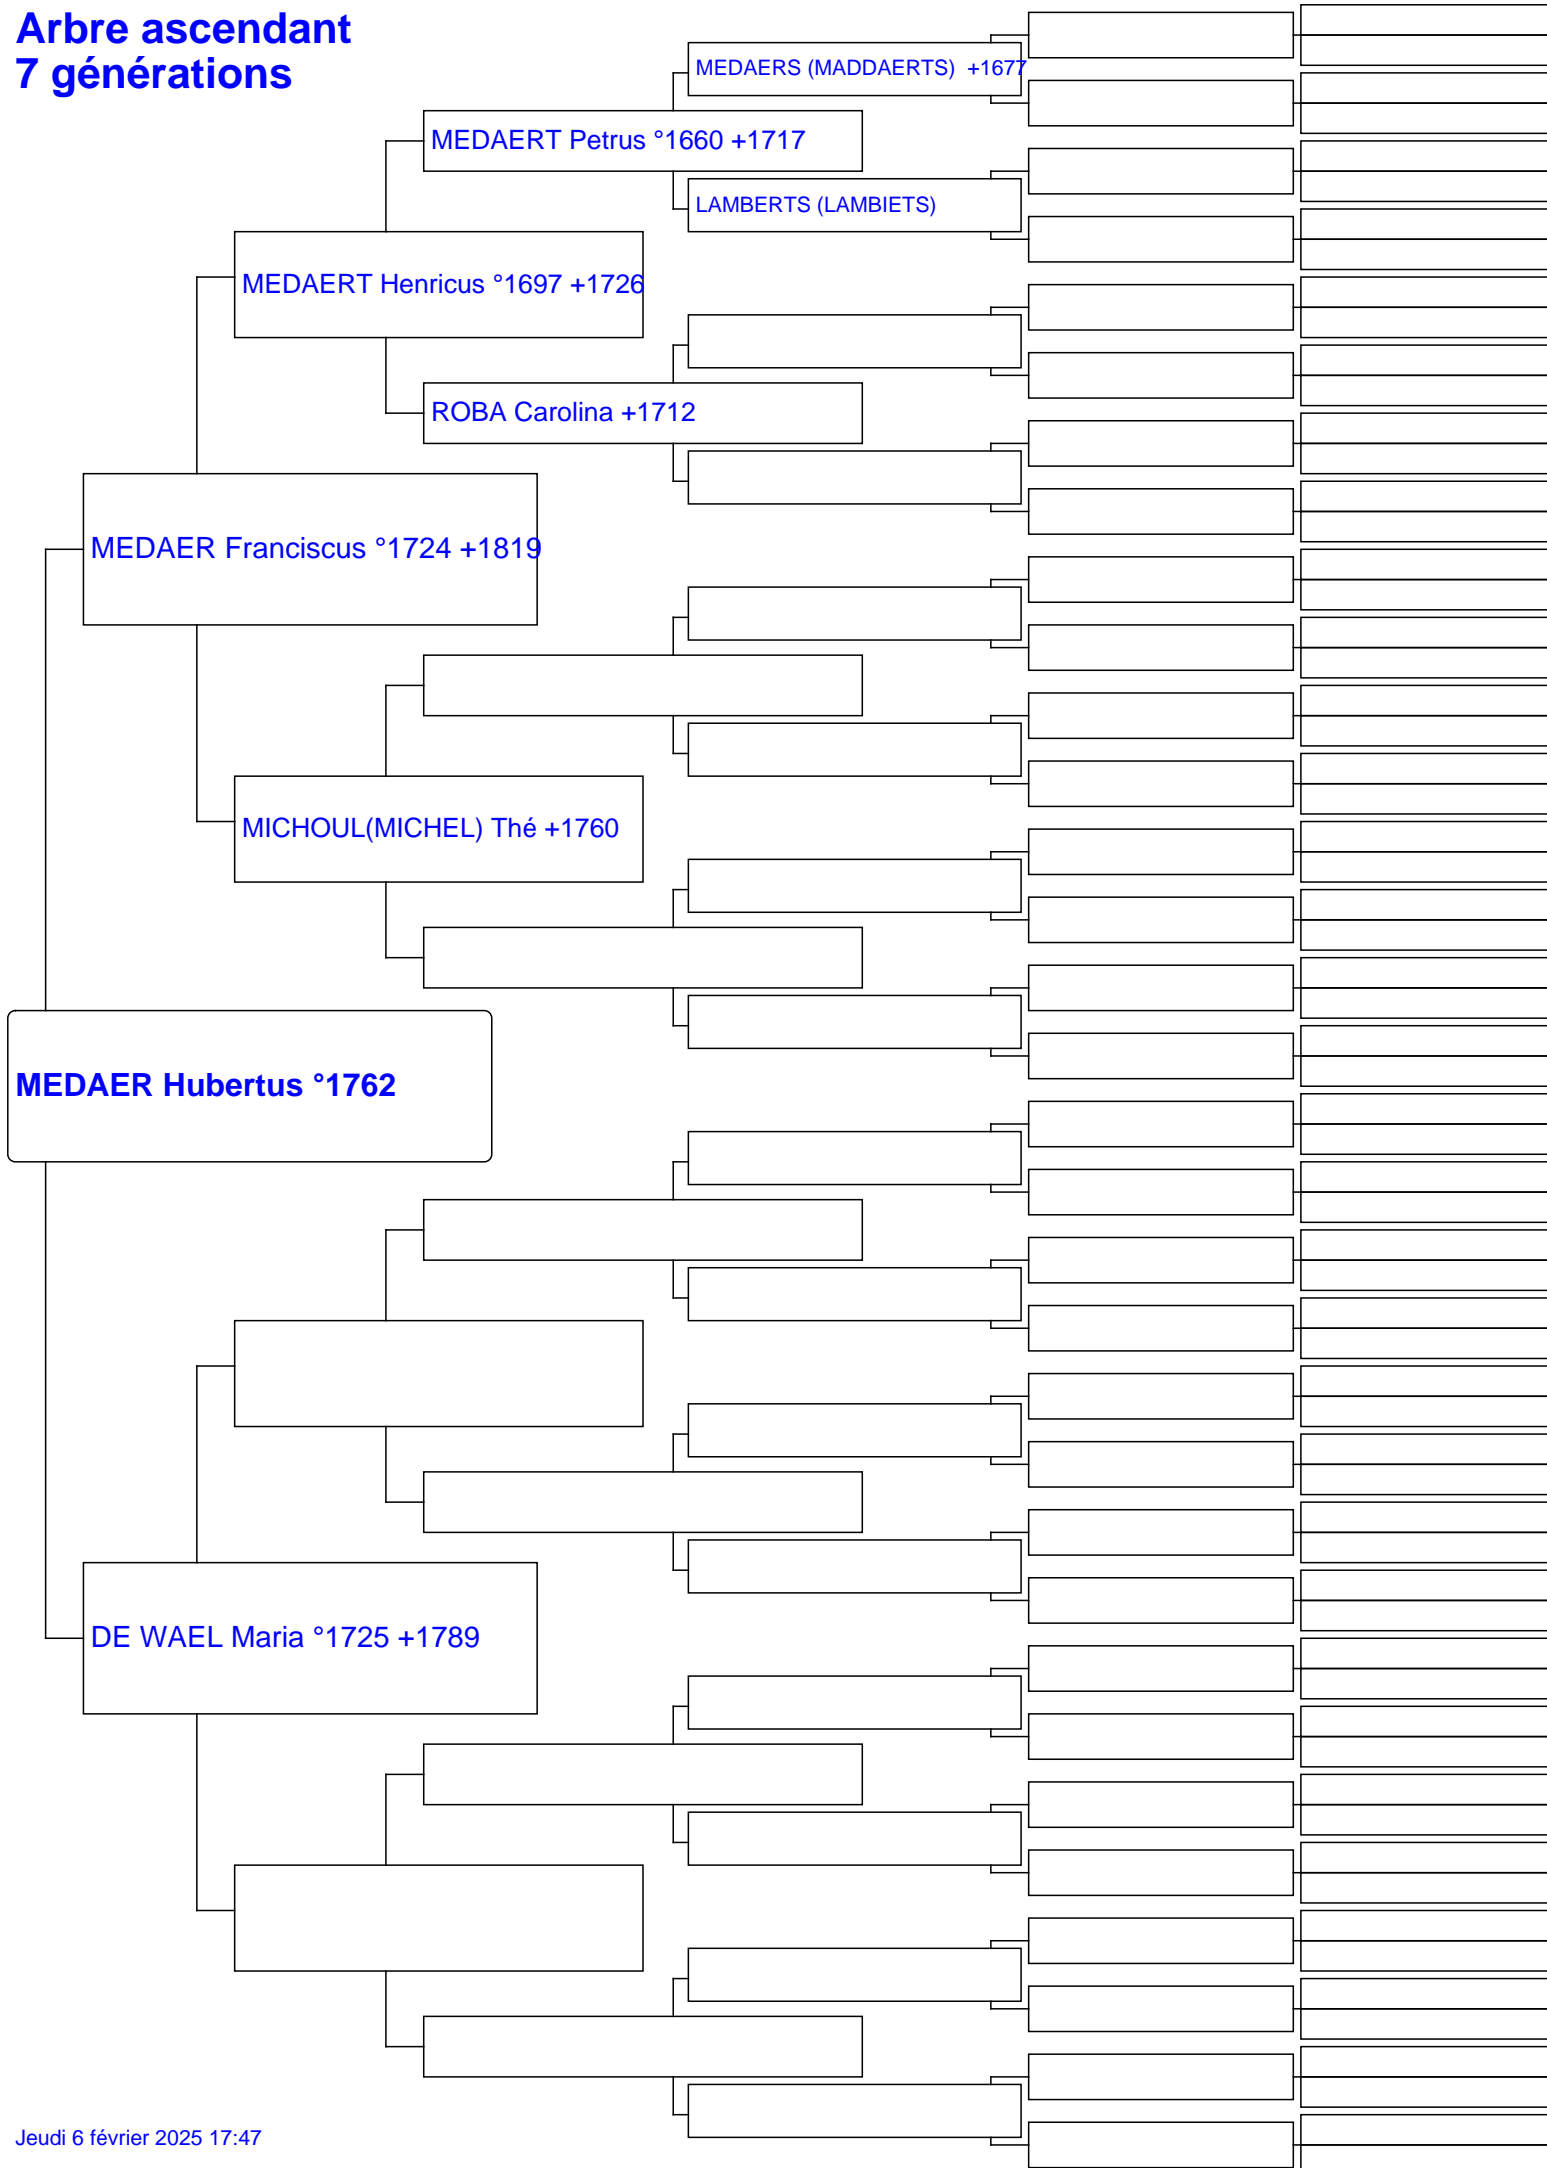 Arbre ascendant
7 générations
MEDAERS (MADDAERTS)  +1677
MEDAERT Petrus °1660 +1717
LAMBERTS (LAMBIETS)
MEDAERT Henricus °1697 +1726
ROBA Carolina +1712
MEDAER Franciscus °1724 +1819
MICHOUL(MICHEL) Thé +1760
MEDAER Hubertus °1762
DE WAEL Maria °1725 +1789
Jeudi 6 février 2025 17:47